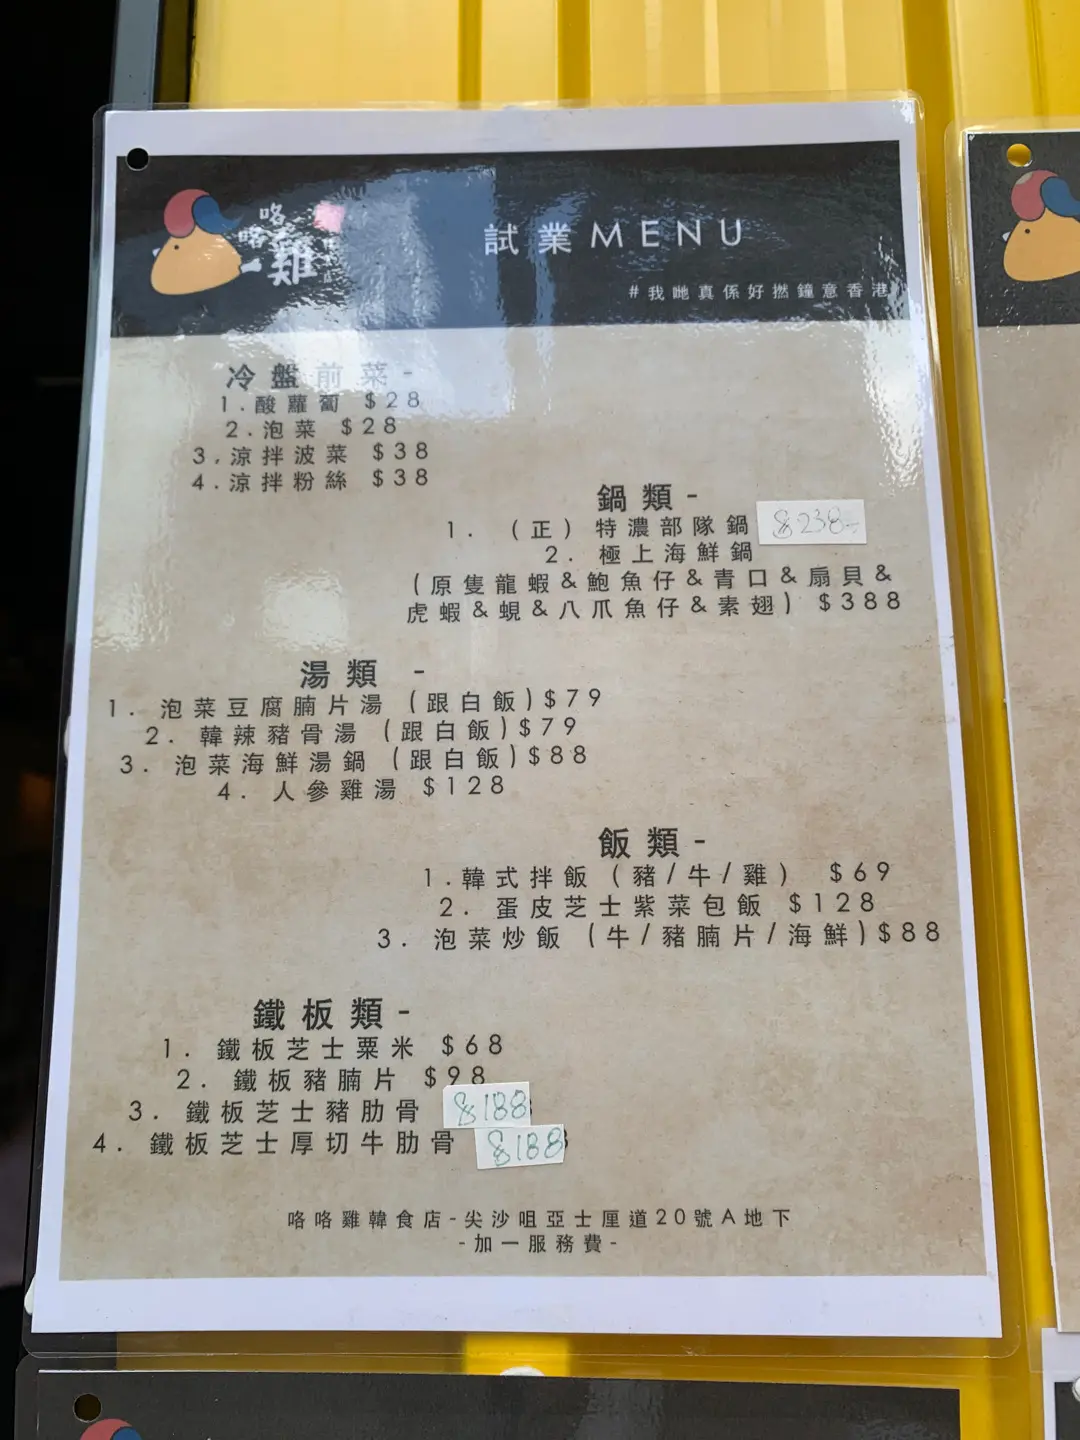 咯咯雞
試業MENU
#我哋真係好撚鐘意香港
冷盤前菜-
1.酸蘿蔔 $28
2.泡菜 $28
3.涼拌波菜 $38
4.涼拌粉絲 $38
鍋類-
1. (正) 特濃部隊鍋 $238-
2. 極上海鮮鍋
(原隻龍蝦&鮑魚仔&青口&扇貝&
虎蝦&蜆&八爪魚仔&素翅) $388
湯類 -
1. 泡菜豆腐腩片湯 (跟白飯)$79
2. 韓辣豬骨湯 (跟白飯)$79
3. 泡菜海鮮湯鍋 (跟白飯)$88
4. 人參雞湯 $128
飯類-
1.韓式拌飯 (豬/牛/雞) $69
2. 蛋皮芝士紫菜包飯 $128
3. 泡菜炒飯 (牛/豬腩片/海鮮)$88
鐵板類-
1. 鐵板芝士粟米 $68
2. 鐵板豬腩片 $98
3. 鐵板芝士豬肋骨 $188
4. 鐵板芝士厚切牛肋骨 $188
咯咯雞韓食店-尖沙咀亞士厘道20號A地下
-加一服務費-